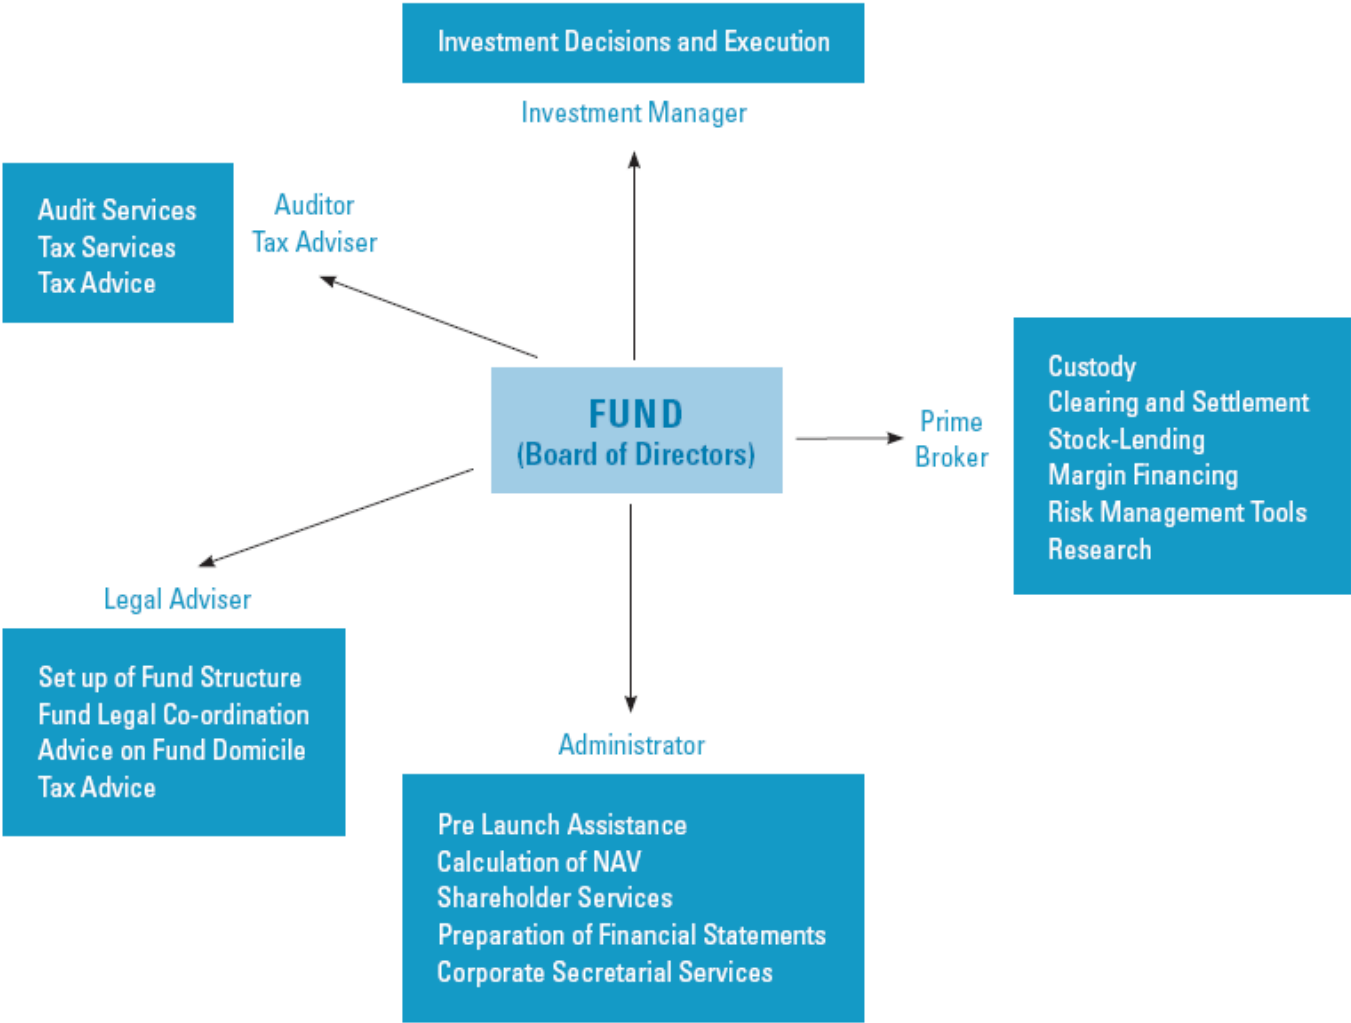 Investment Decisions and Execution
Investment Manager
Audit Services
Tax Services
Tax Advice
Auditor
Tax Adviser
FUND
(Board of Directors)
Prime
Broker
Custody
Clearing and Settlement
Stock-Lending
Margin Financing
Risk Management Tools
Research
Legal Adviser
Set up of Fund Structure
Fund Legal Co-ordination
Advice on Fund Domicile
Tax Advice
Administrator
Pre Launch Assistance
Calculation of NAV
Shareholder Services
Preparation of Financial Statements
Corporate Secretarial Services